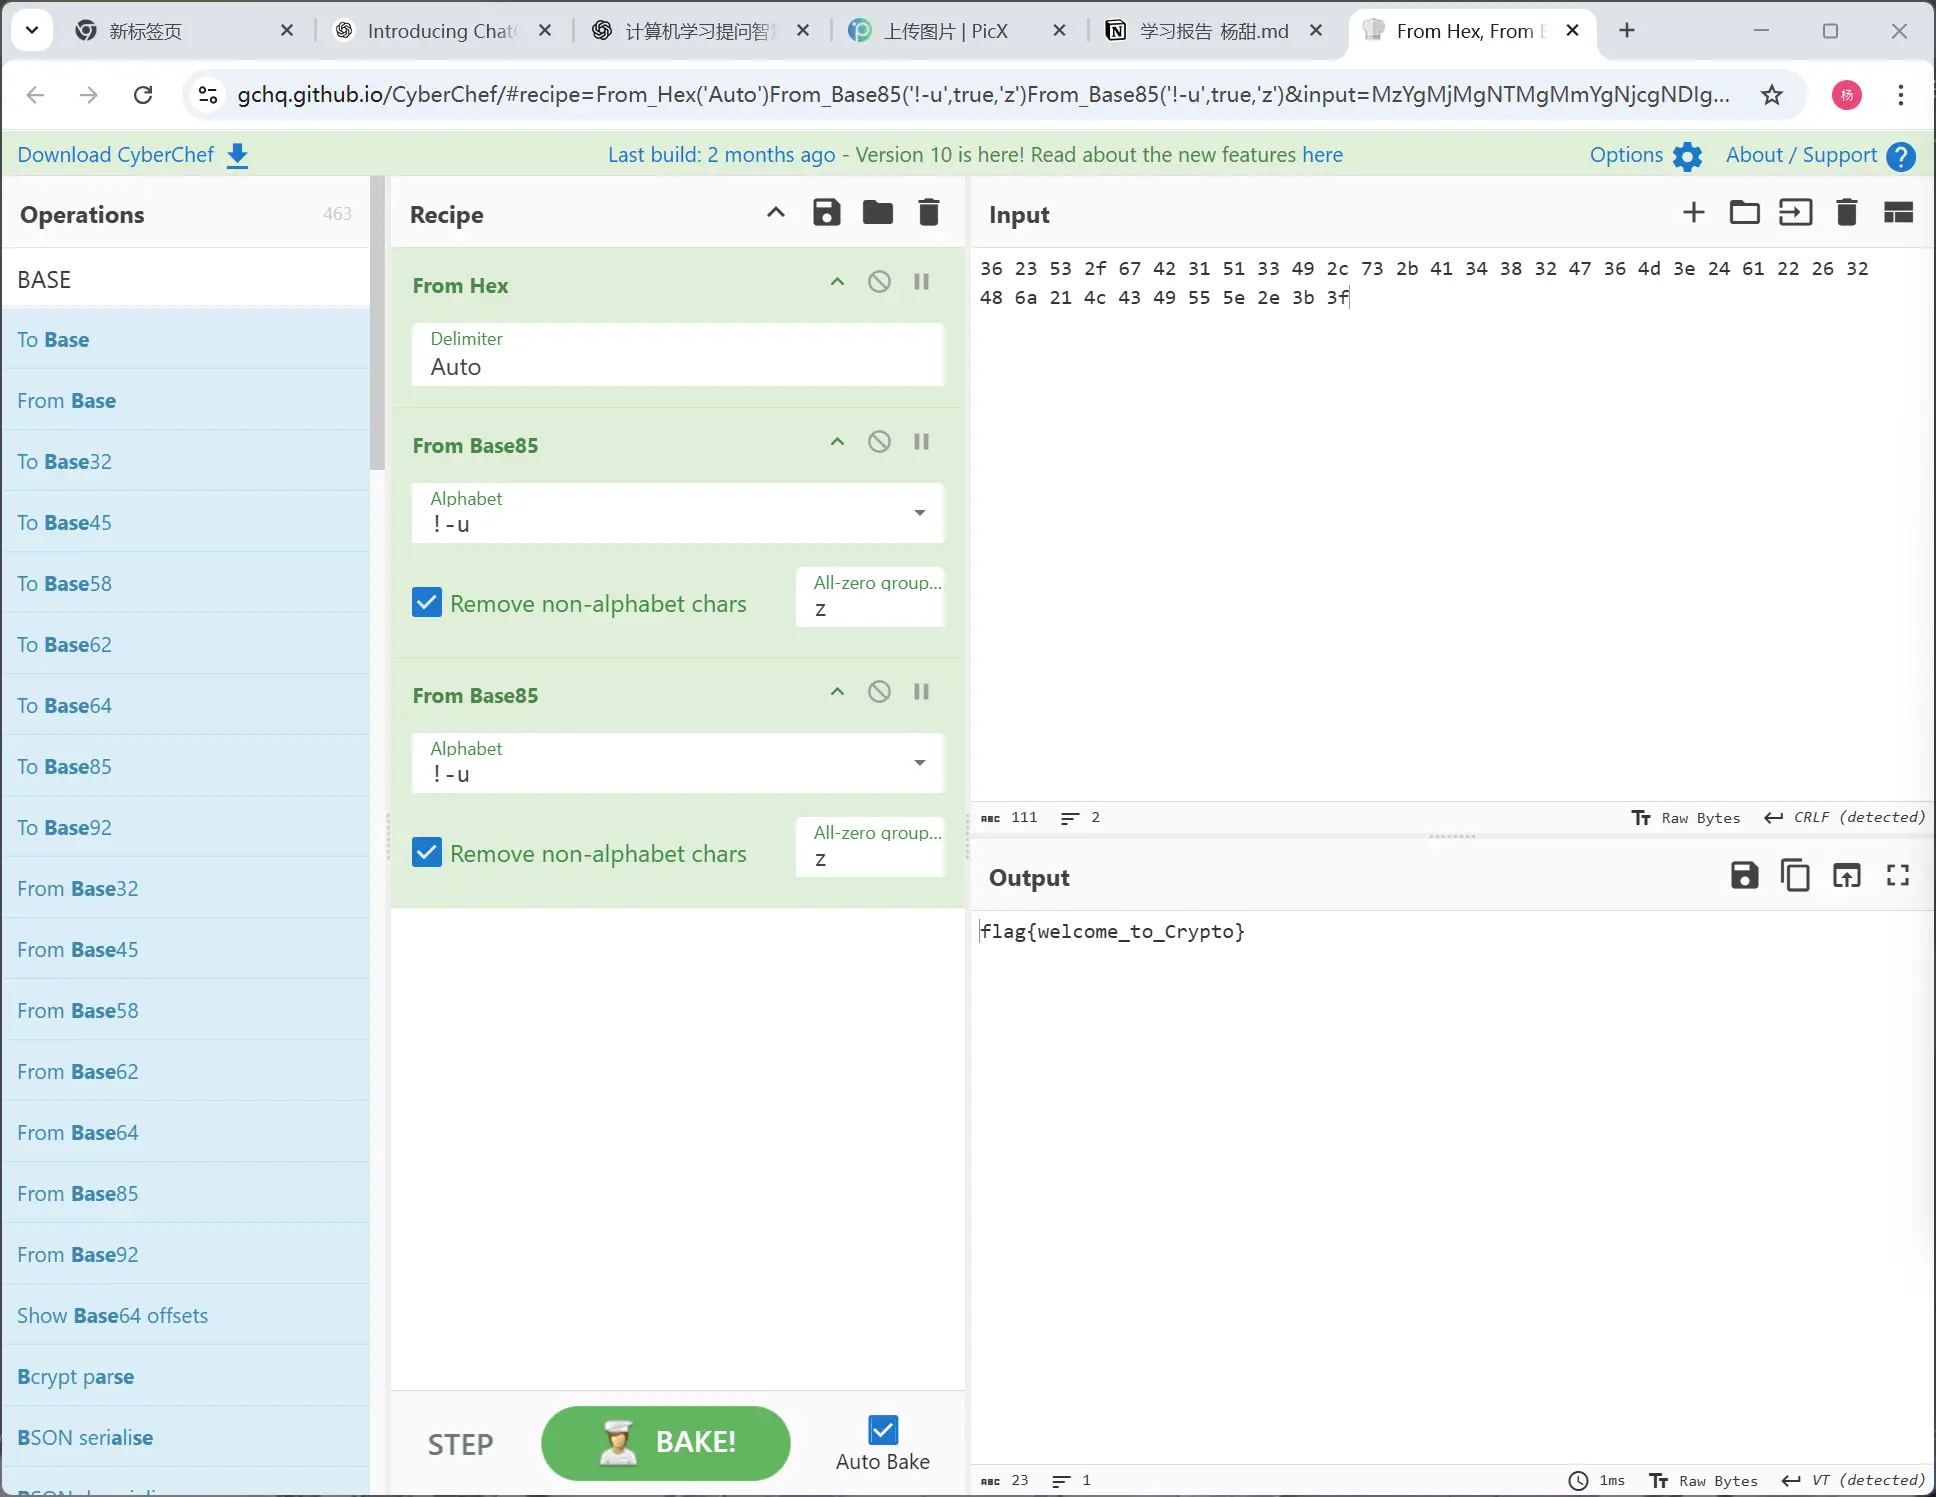 新标签页
Introducing Chat
计算机学习提问智
上传图片 | PicX
学习报告 杨甜.md
From Hex, From
gchq.github.io/CyberChef/#recipe=From_Hex('Auto')From_Base85('!-u',true,'z')From_Base85('!-u',true,'z')&input=MzYgMjMgNTMgMmYgNjcgNDIg...
杨
Download CyberChef
Last build: 2 months ago - Version 10 is here! Read about the new features here
Options
About / Support
Operations
463
BASE
To Base
From Base
To Base32
To Base45
To Base58
To Base62
To Base64
To Base85
To Base92
From Base32
From Base45
From Base58
From Base62
From Base64
From Base85
From Base92
Show Base64 offsets
Bcrypt parse
BSON serialise
Recipe
From Hex
Delimiter
Auto
From Base85
Alphabet
!-u
Remove non-alphabet chars
All-zero group...
z
From Base85
Alphabet
!-u
Remove non-alphabet chars
All-zero group...
z
STEP
BAKE!
Auto Bake
Input
36 23 53 2f 67 42 31 51 33 49 2c 73 2b 41 34 38 32 47 36 4d 3e 24 61 22 26 32
48 6a 21 4c 43 49 55 5e 2e 3b 3f
ABC 111 2
Tт Raw Bytes
CRLF (detected)
Output
flag{welcome_to_Crypto}
ABC 23 1
1ms
Tт Raw Bytes
VT (detected)